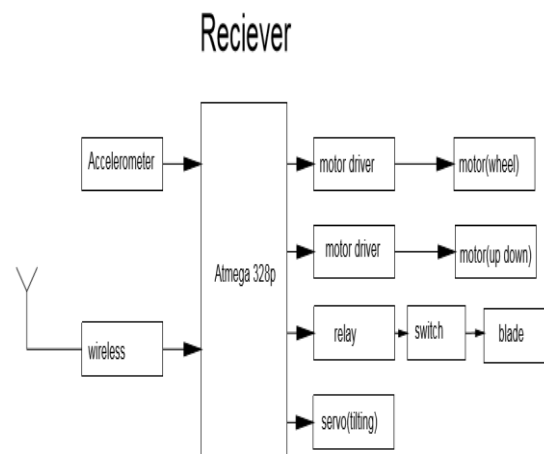 Reciever
Accelerometer
motor driver
motor(wheel)
motor driver
motor(up down)
Atmega 328p
wireless
relay
switch
blade
servo(tilting)